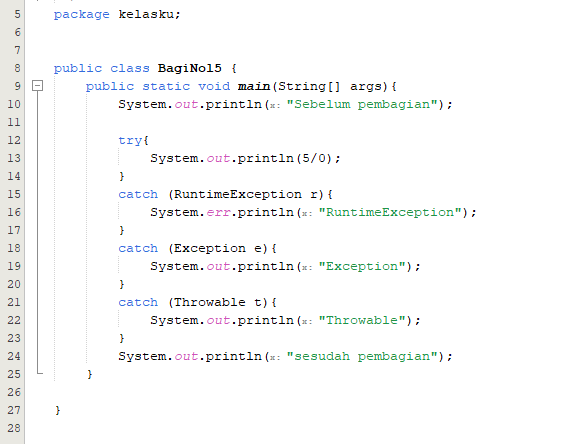 5 package kelasku;
6
7
8 public class BagiNol5 {
9 public static void main(String[] args){
10 System.out.println(x: "Sebelum pembagian");
11
12 try{
13 System.out.println(5/0);
14 }
15 catch (RuntimeException r){
16 System.err.println(x: "RuntimeException");
17 }
18 catch (Exception e){
19 System.out.println(x: "Exception");
20 }
21 catch (Throwable t){
22 System.out.println(x: "Throwable");
23 }
24 System.out.println(x: "sesudah pembagian");
25 }
26
27 }
28